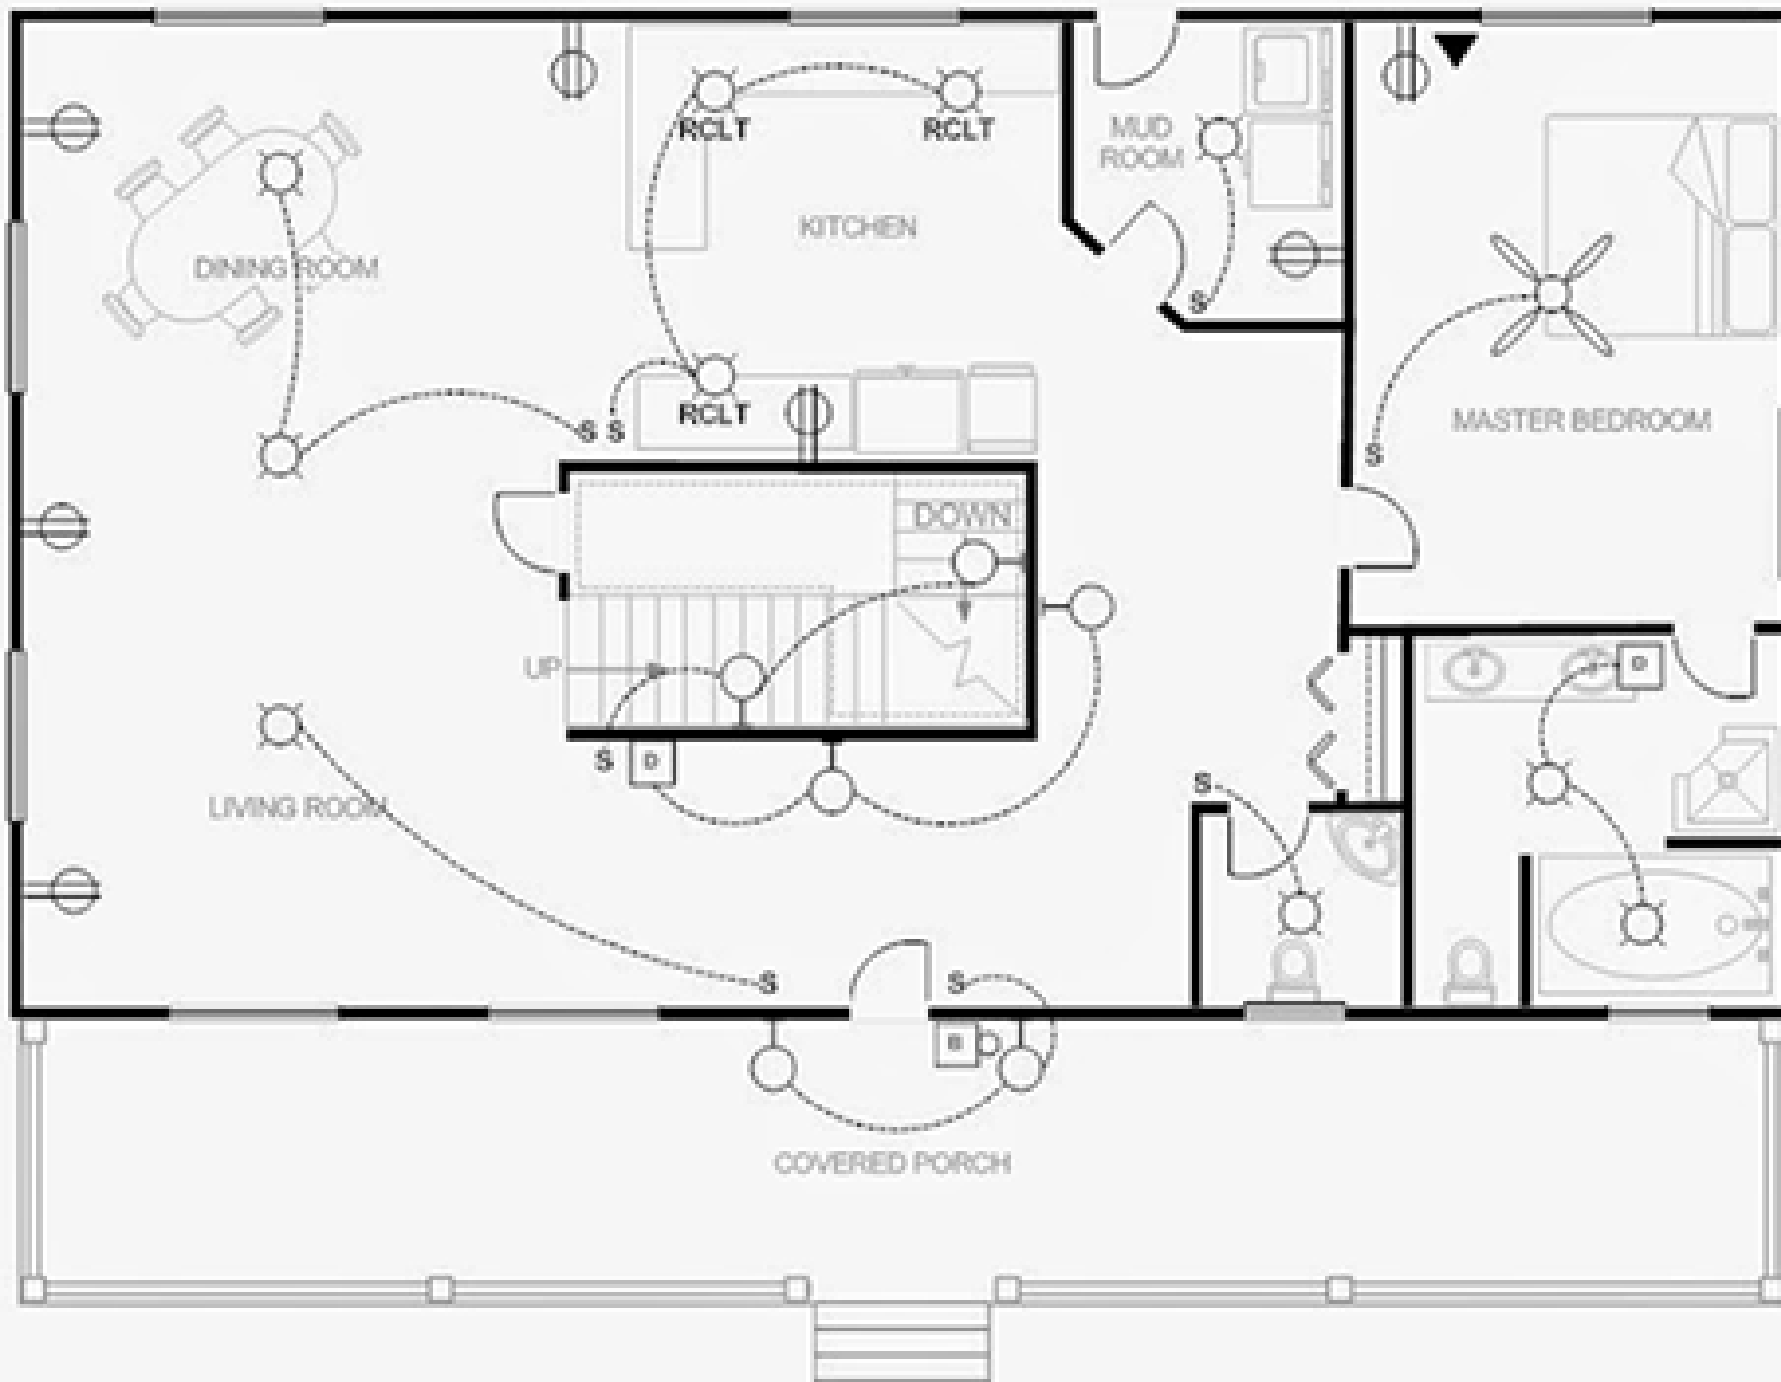 RCLT
RCLT
MUD
ROOM
KITCHEN
DINING ROOM
S
RCLT
MASTER BEDROOM
S
S
S
DOWN
UP
D
S
D
S
LIVING ROOM
S
S
B
COVERED PORCH